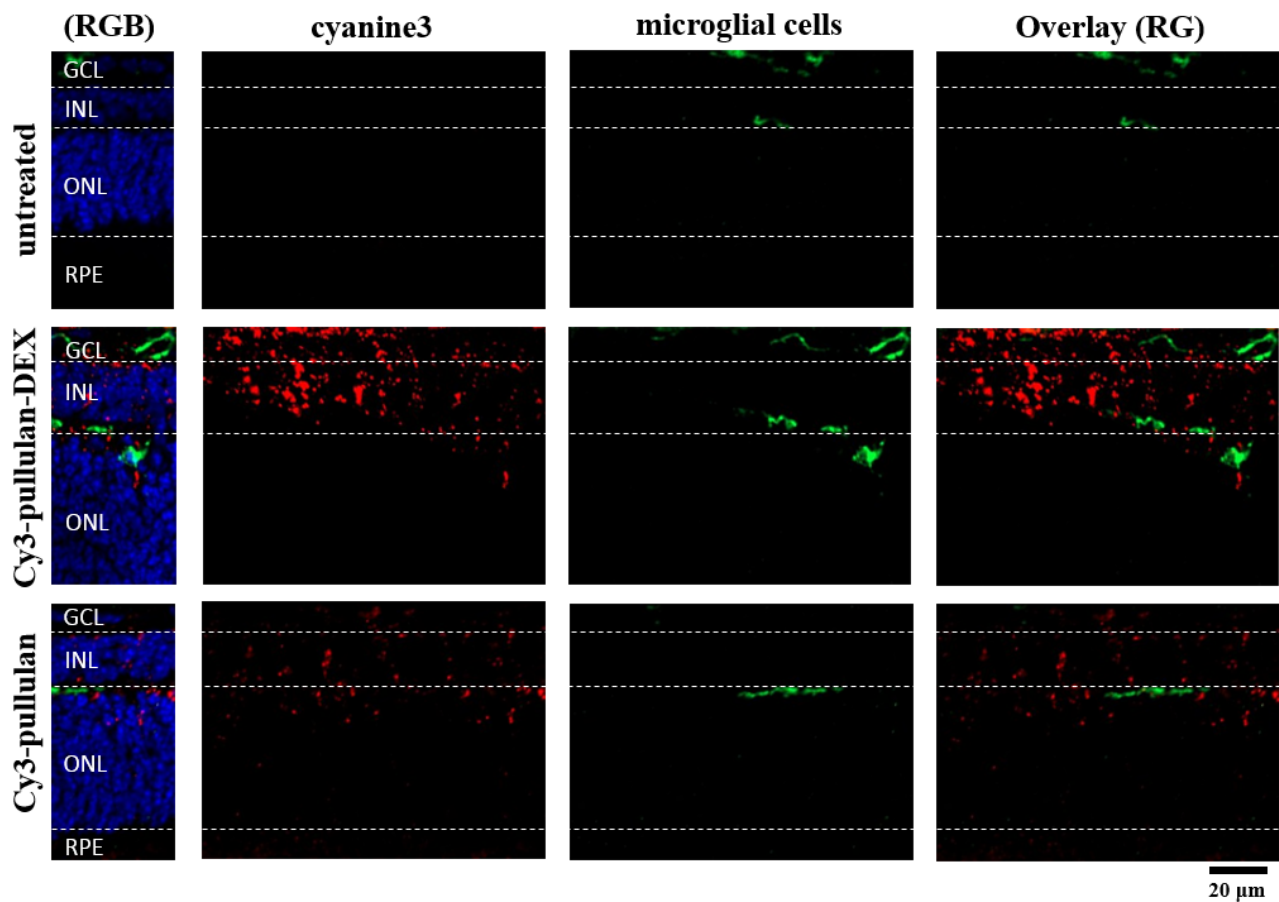 (RGB) cyanine3 microglial cells Overlay (RG)
untreated
GCL
INL
ONL
RPE
Cy3-pullulan-DEX
GCL
INL
ONL
Cy3-pullulan
GCL
INL
ONL
RPE
20 µm